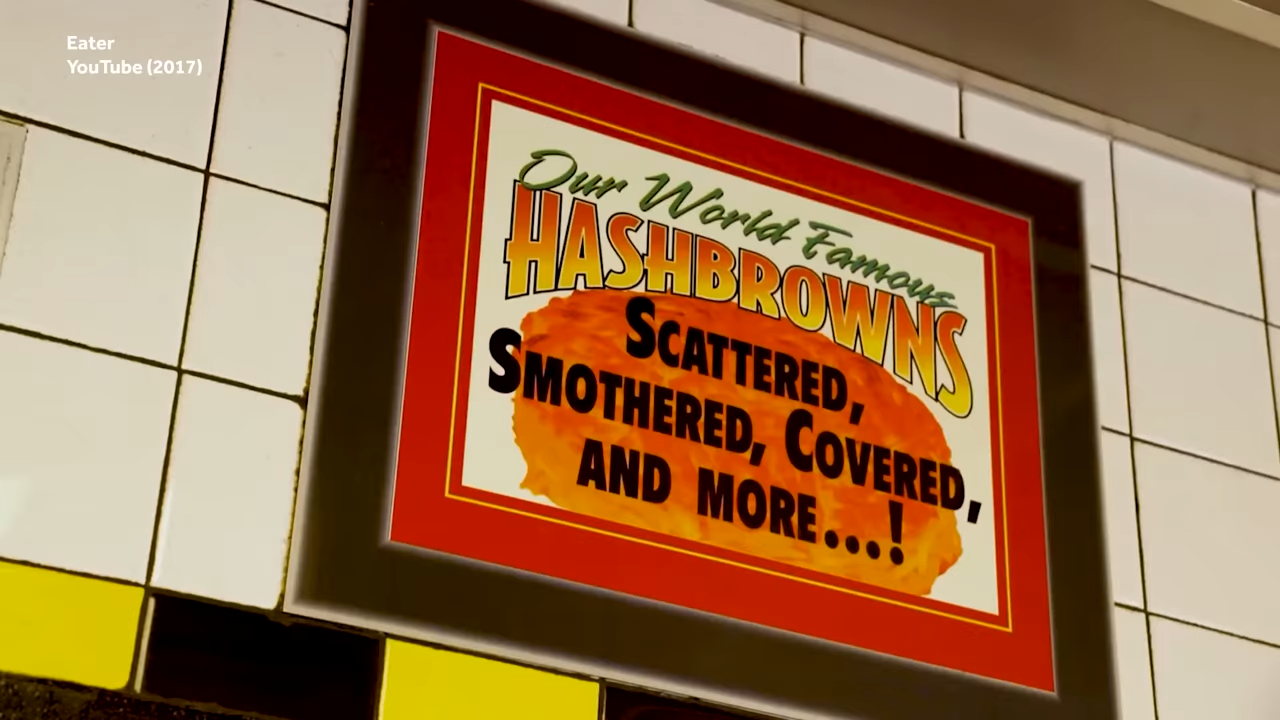 Eater
YouTube (2017)
Our World Famous
HASHBROWNS
SCATTERED,
SMOTHERED, COVERED,
AND MORE...!